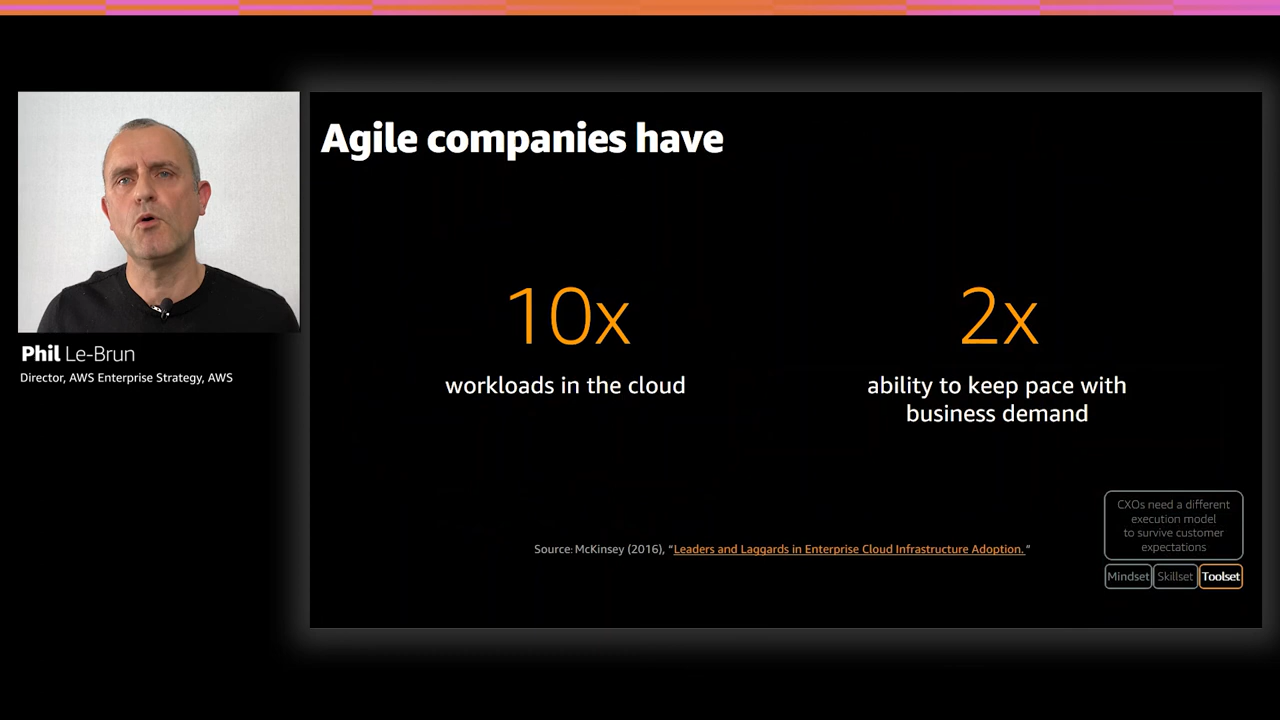 Agile companies have
10x
workloads in the cloud
2x
ability to keep pace with
business demand
Phil Le-Brun
Director, AWS Enterprise Strategy, AWS
Source: McKinsey (2016), “Leaders and Laggards in Enterprise Cloud Infrastructure Adoption.”
CXOs need a different
execution model
to survive customer
expectations
Mindset
Skillset
Toolset